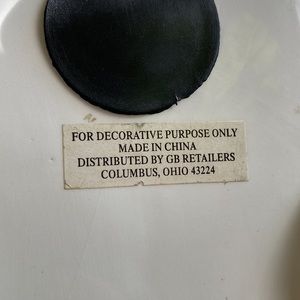 FOR DECORATIVE PURPOSE ONLY
MADE IN CHINA
DISTRIBUTED BY GB RETAILERS
COLUMBUS, OHIO 43224